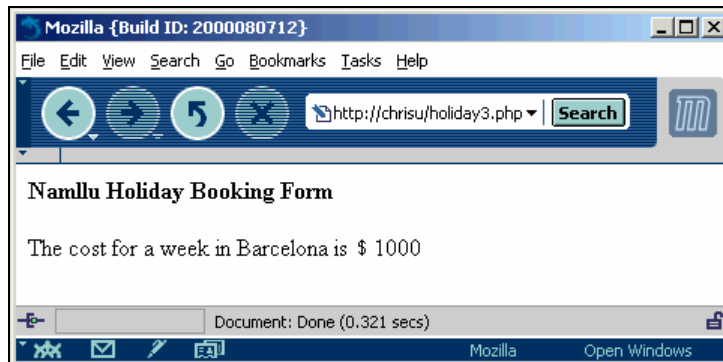 Mozilla {Build ID: 2000080712}
File Edit View Search Go Bookmarks Tasks Help
http://chrisu/holiday3.php Search
Namllu Holiday Booking Form
The cost for a week in Barcelona is $ 1000
Document: Done (0.321 secs)
Mozilla Open Windows